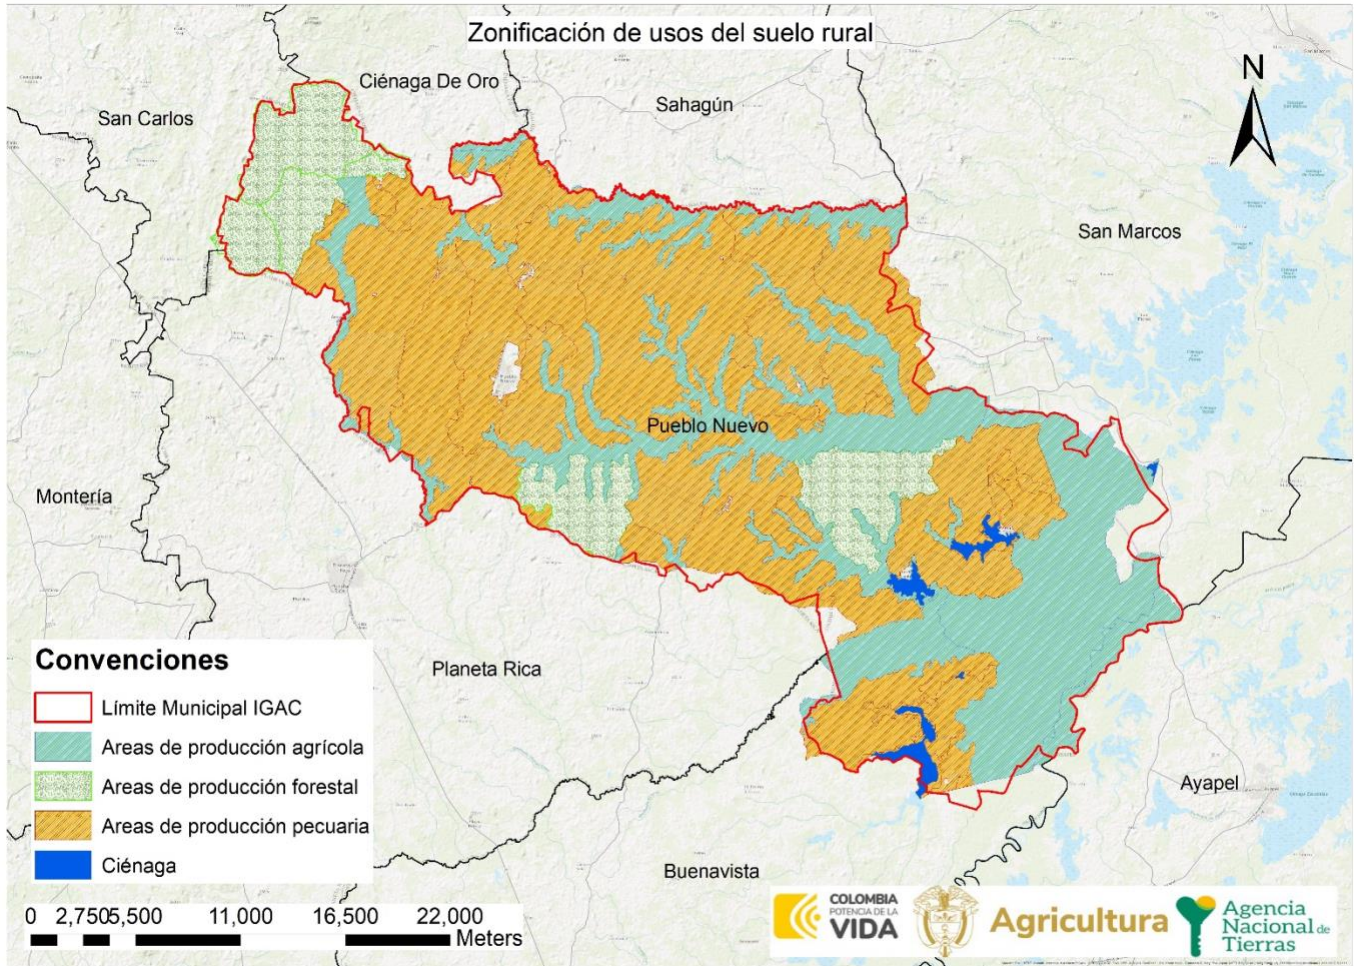 Zonificación de usos del suelo rural
N
Ciénaga De Oro
Sahagún
San Carlos
San Marcos
Pueblo Nuevo
Montería
Planeta Rica
Ayapel
Buenavista
Convenciones
Límite Municipal IGAC
Areas de producción agrícola
Areas de producción forestal
Areas de producción pecuaria
Ciénaga
0 2,750 5,500 11,000 16,500 22,000
Meters
COLOMBIA
POTENCIA DE LA
VIDA
Agricultura
Agencia
Nacional de
Tierras